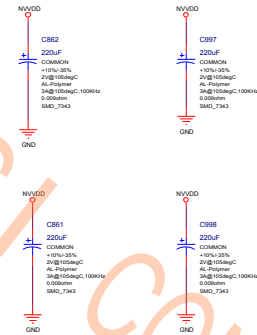 NVVDD
C862
220uF
COMMON
+10%/-35%
2V@105degC
AL-Polymer
3A@105degC,100KHz
0.009ohm
SMD_7343
GND
NVVDD
C997
220uF
COMMON
+10%/-35%
2V@105degC
AL-Polymer
3A@105degC,100KHz
0.009ohm
SMD_7343
GND
NVVDD
C861
220uF
COMMON
+10%/-35%
2V@105degC
AL-Polymer
3A@105degC,100KHz
0.009ohm
SMD_7343
GND
NVVDD
C998
220uF
COMMON
+10%/-35%
2V@105degC
AL-Polymer
3A@105degC,100KHz
0.009ohm
SMD_7343
GND